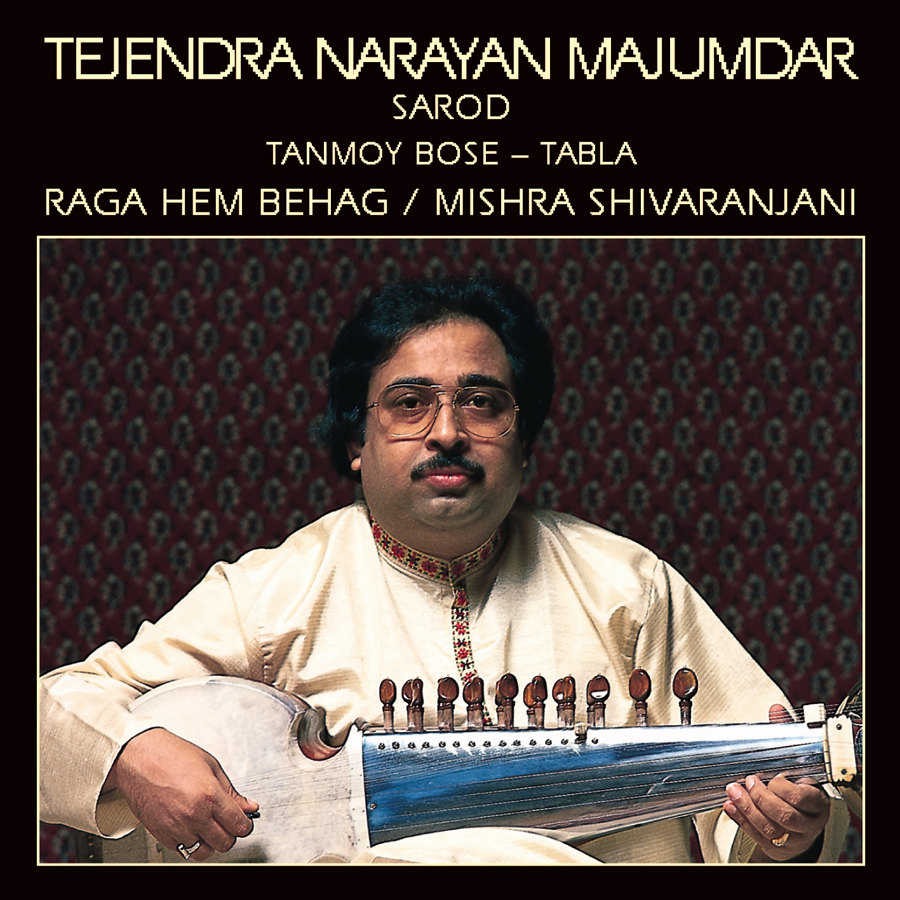 TEJENDRA NARAYAN MAJUMDAR
SAROD
TANMOY BOSE – TABLA
RAGA HEM BEHAG / MISHRA SHIVARANJANI